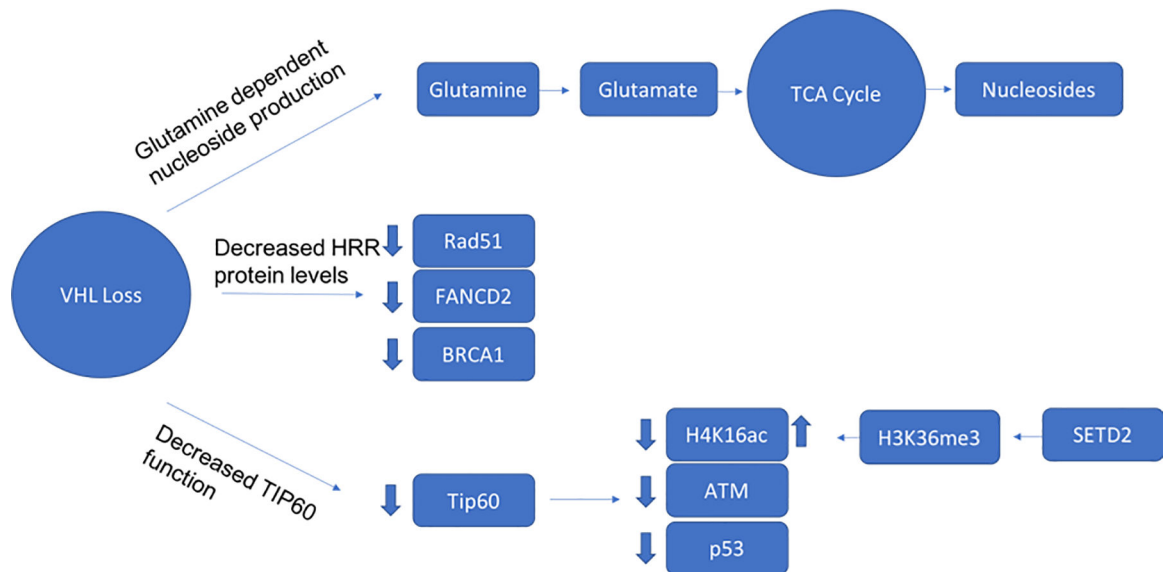 Glutamine dependent
nucleoside production
Glutamine
Glutamate
TCA Cycle
Nucleosides
VHL Loss
Decreased HRR
protein levels
Rad51
FANCD2
BRCA1
Decreased TIP60
function
Tip60
H4K16ac
H3K36me3
SETD2
ATM
p53